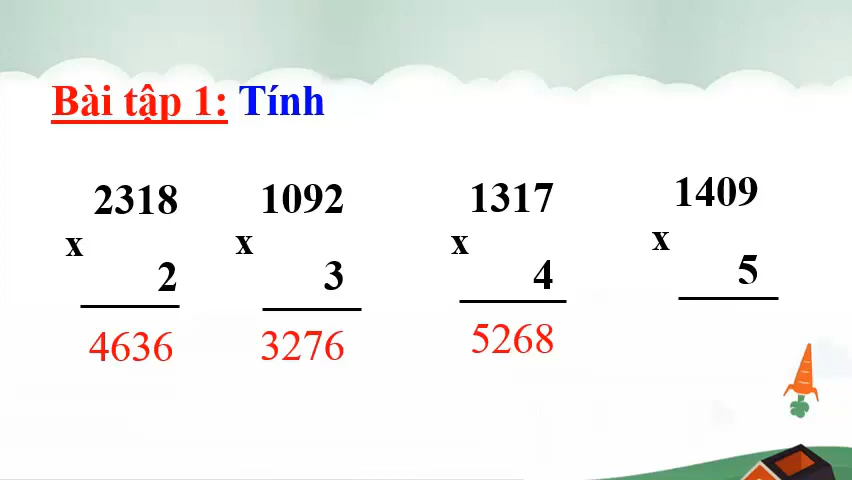 Bài tập 1: Tính
2318 1092 1317 1409
x x x x
2 3 4 5
4636 3276 5268